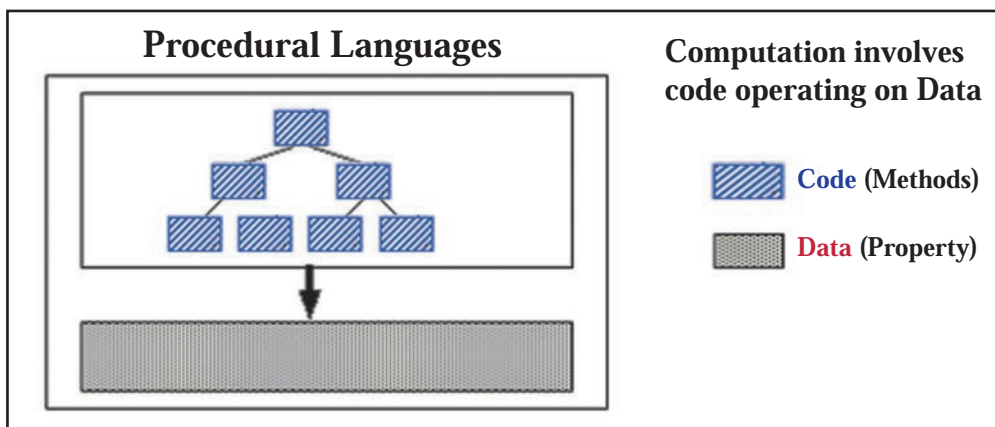 Procedural Languages
Computation involves
code operating on Data
Code (Methods)
Data (Property)